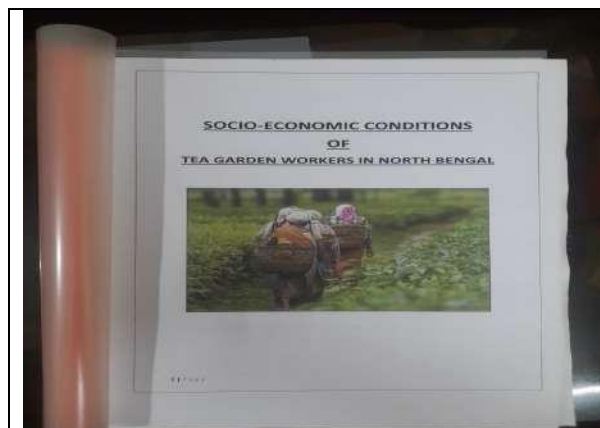 SOCIO-ECONOMIC CONDITIONS
OF
TEA GARDEN WORKERS IN NORTH BENGAL